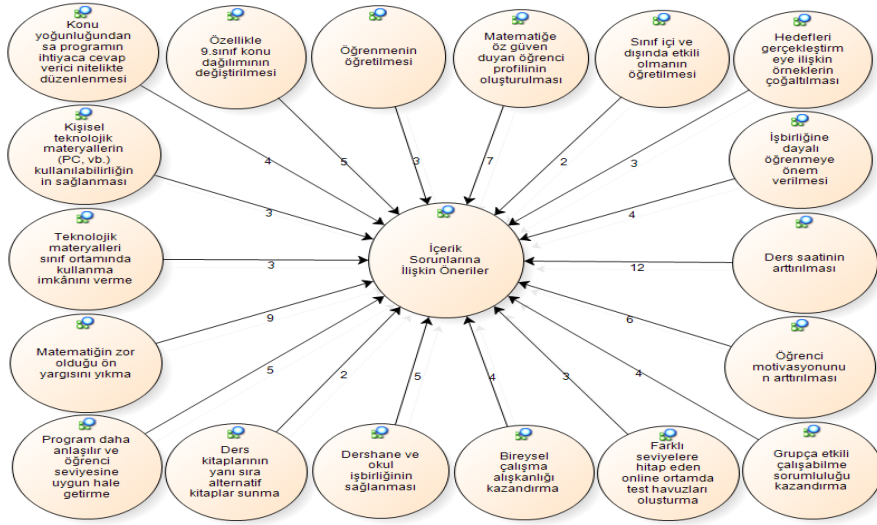 Konu
yoğunluğundan
sa programın
ihtiyaca cevap
verici nitelikte
düzenlenmesi
Özellikle
9.sınıf konu
dağılımının
değiştirilmesi
Öğrenmenin
öğretilmesi
Matematiğe
öz güven
duyan öğrenci
profilinin
oluşturulması
Sınıf içi ve
dışında etkili
olmanın
öğretilmesi
Hedefleri
gerçekleştirm
eye ilişkin
örneklerin
çoğaltılması
Kişisel
teknolojik
materyallerin
(PC, vb.)
kullanılabilirliğin
in sağlanması
4
5
3
7
2
3
İşbirliğine
dayalı
öğrenmeye
önem
verilmesi
3
4
Teknolojik
materyalleri
sınıf ortamında
kullanma
imkânını verme
3
İçerik
Sorunlarına
İlişkin Öneriler
12
Ders saatinin
arttırılması
Matematiğin zor
olduğu ön
yargısını yıkma
9
6
Öğrenci
motivasyonunu
n arttırılması
5
2
5
4
3
4
Program daha
anlaşılır ve
öğrenci
seviyesine
uygun hale
getirme
Ders
kitaplarının
yanı sıra
alternatif
kitaplar sunma
Dershane ve
okul
işbirliğinin
sağlanması
Bireysel
çalışma
alışkanlığı
kazandırma
Farklı
seviyelere
hitap eden
online ortamda
test havuzları
oluşturma
Grupça etkili
çalışabilme
sorumluluğu
kazandırma